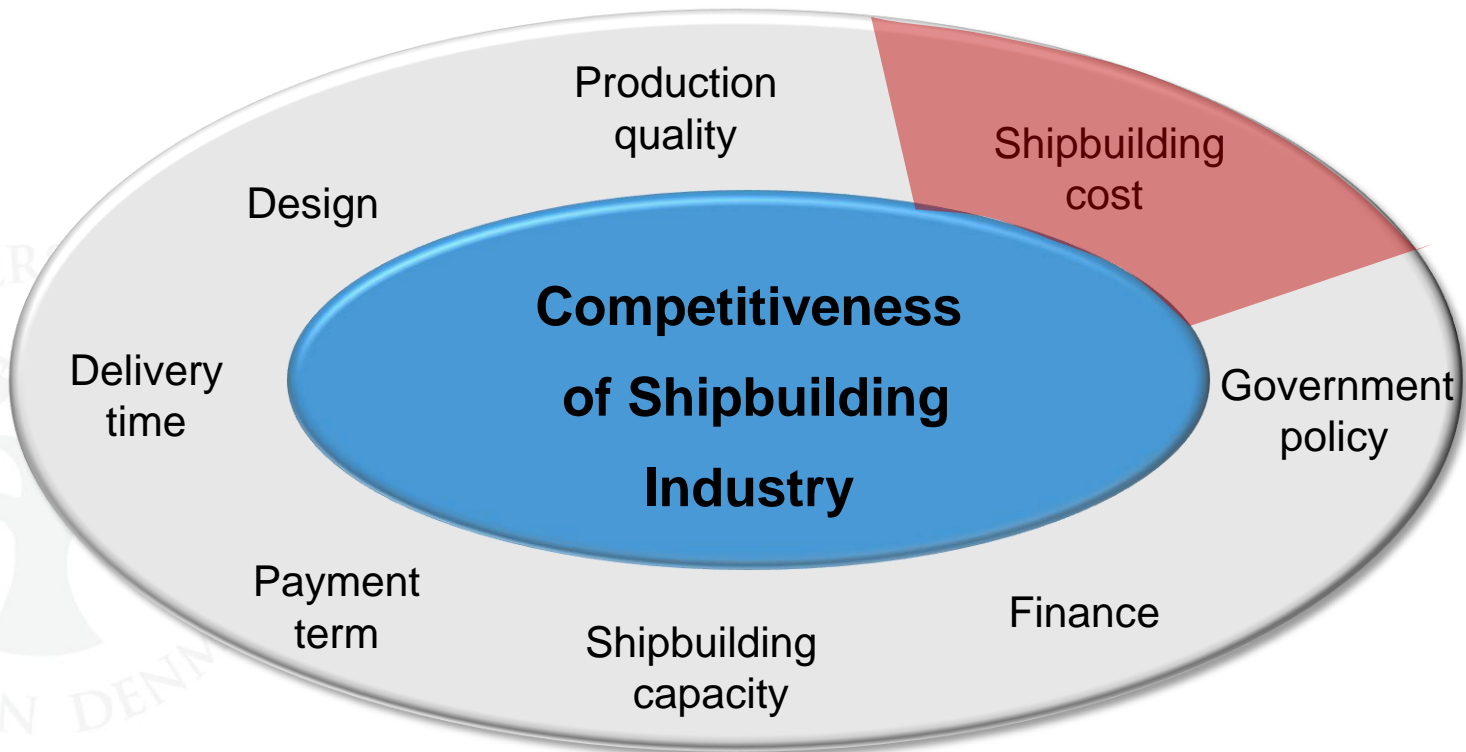 Production
quality
Shipbuilding
cost
Design
Competitiveness
of Shipbuilding
Industry
Delivery
time
Government
policy
Payment
term
Shipbuilding
capacity
Finance